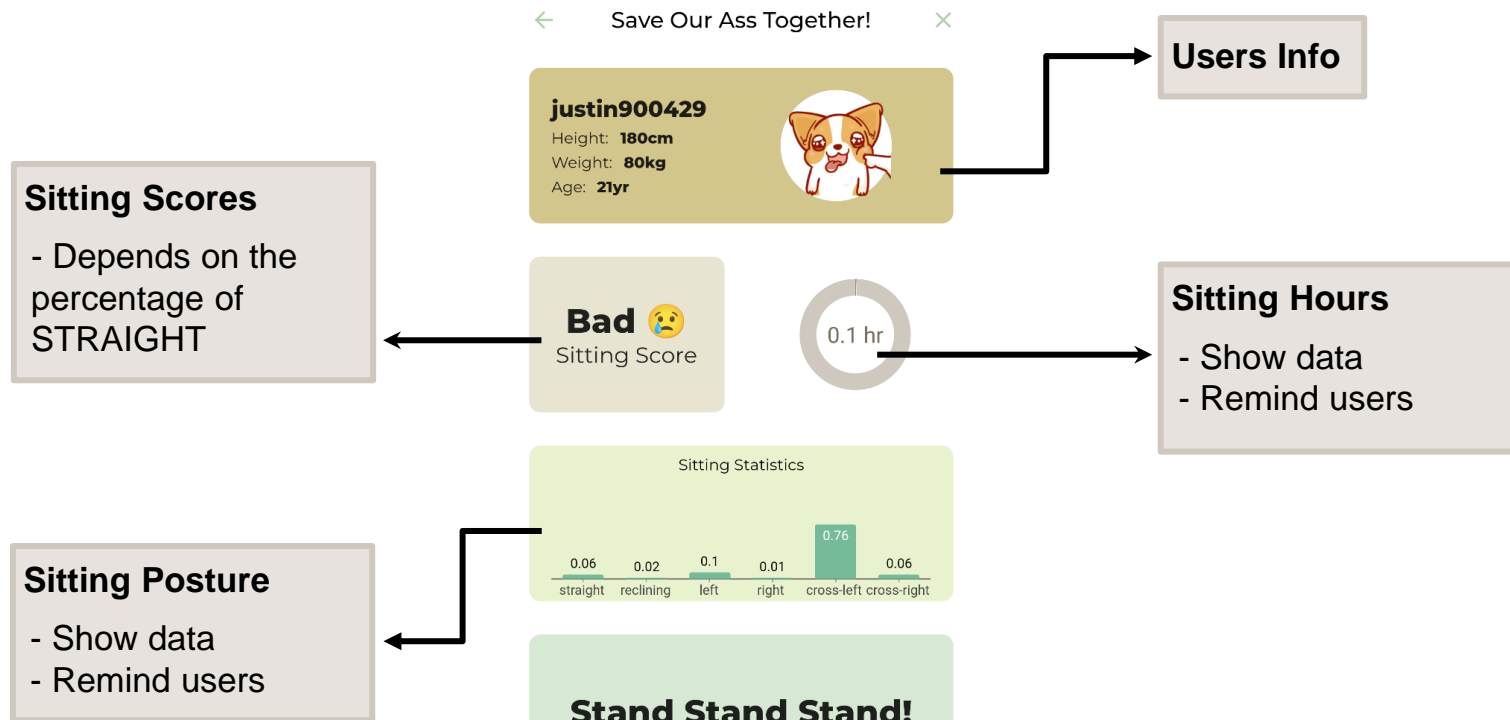 Save Our Ass Together!
Users Info
justin900429
Height: 180cm
Weight: 80kg
Age: 21yr
Sitting Scores
- Depends on the
percentage of
STRAIGHT
Bad 😢
Sitting Score
0.1 hr
Sitting Hours
- Show data
- Remind users
Sitting Statistics
0.06 0.02 0.1 0.01 0.76 0.06
straight reclining left right cross-left cross-right
Sitting Posture
- Show data
- Remind users
Stand Stand Stand!